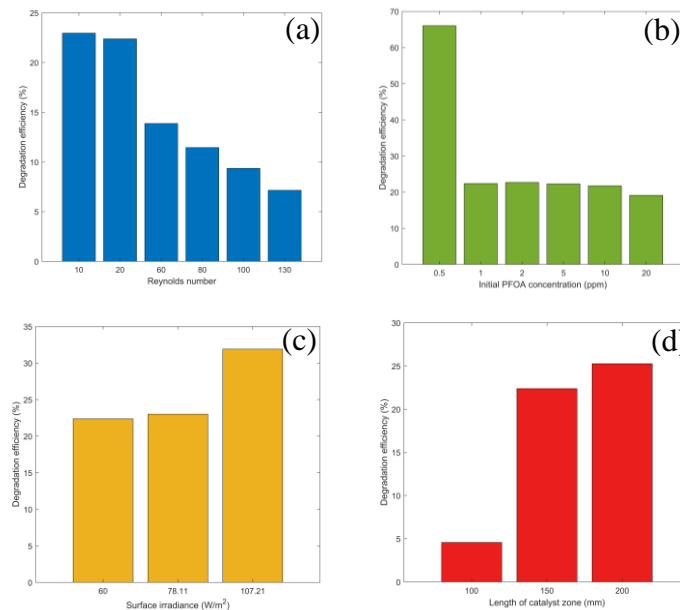 (a)
25
20
15
10
5
0
Degradation efficiency (%)
10 20 60 80 100 130
Reynolds number
(b)
70
60
50
40
30
20
10
0
Degradation efficiency (%)
0.5 1 2 5 10 20
Initial PFOA concentration (ppm)
(c)
35
30
25
20
15
10
5
0
Degradation efficiency (%)
60 78.11 107.21
Surface irradiance (W/m²)
(d)
30
25
20
15
10
5
0
Degradation efficiency (%)
100 150 200
Length of catalyst zone (mm)